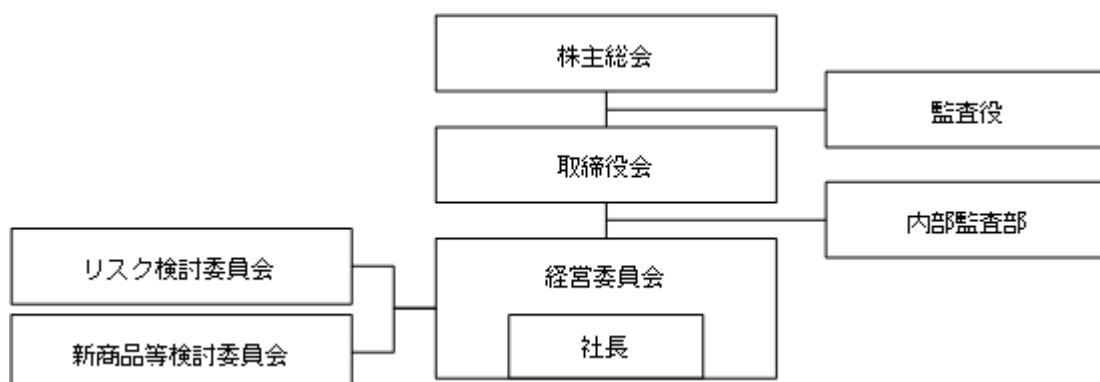 株主総会
監査役
取締役会
内部監査部
リスク検討委員会
経営委員会
新商品等検討委員会
社長